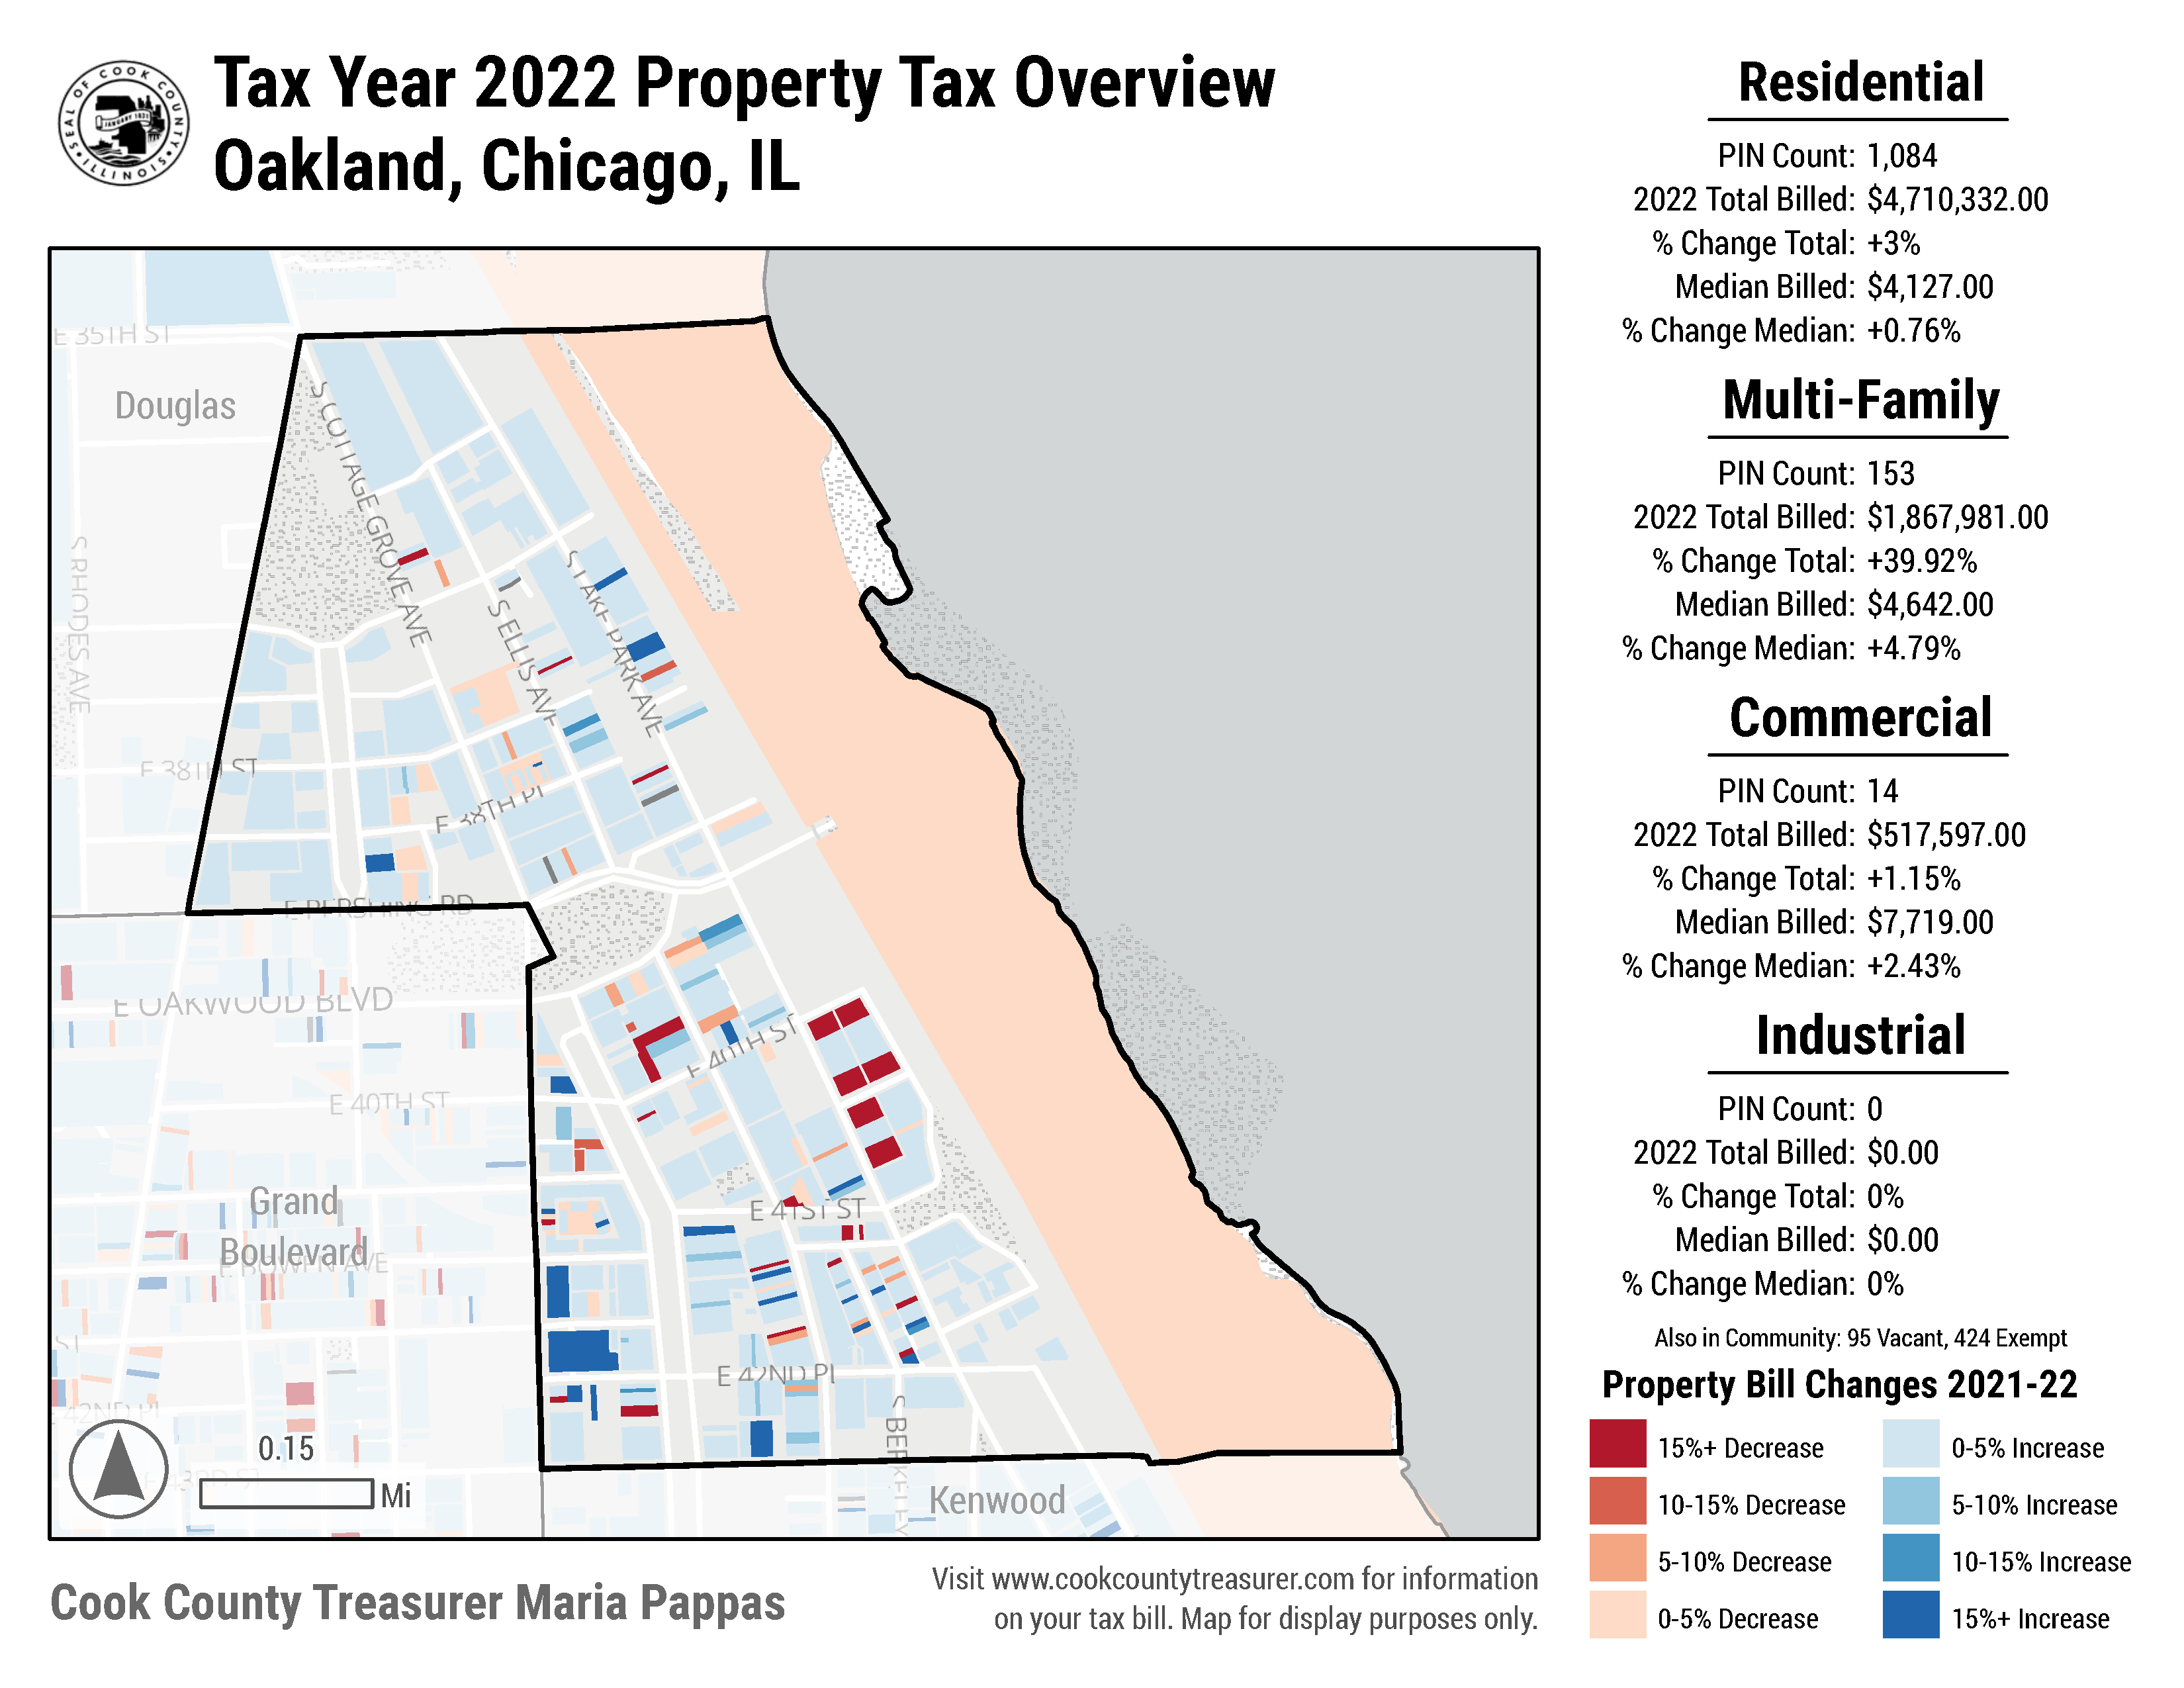 Tax Year 2022 Property Tax Overview
Oakland, Chicago, IL
SEAL OF COOK COUNTY
ILLINOIS
JANUARY 1831
Residential
PIN Count: 1,084
2022 Total Billed: $4,710,332.00
% Change Total: +3%
Median Billed: $4,127.00
% Change Median: +0.76%
Multi-Family
PIN Count: 153
2022 Total Billed: $1,867,981.00
% Change Total: +39.92%
Median Billed: $4,642.00
% Change Median: +4.79%
Commercial
PIN Count: 14
2022 Total Billed: $517,597.00
% Change Total: +1.15%
Median Billed: $7,719.00
% Change Median: +2.43%
Industrial
PIN Count: 0
2022 Total Billed: $0.00
% Change Total: 0%
Median Billed: $0.00
% Change Median: 0%
Also in Community: 95 Vacant, 424 Exempt
Property Bill Changes 2021-22
15%+ Decrease
10-15% Decrease
5-10% Decrease
0-5% Decrease
0-5% Increase
5-10% Increase
10-15% Increase
15%+ Increase
E 35TH ST
Douglas
S COTTAGE GROVE AVE
S RHODES AVE
S ELLIS AVE
S LAKE PARK AVE
E 38TH ST
E 38TH Pl
E PERSHING RD
E OAKWOOD BLVD
E 40TH ST
E 40TH ST
Grand
Boulevard
E BOWEN AVE
E 41ST ST
E 42ND Pl
ST
42ND Pl
E 43RD ST
S BERKELEY
Kenwood
0.15
Mi
Cook County Treasurer Maria Pappas
Visit www.cookcountytreasurer.com for information
on your tax bill. Map for display purposes only.